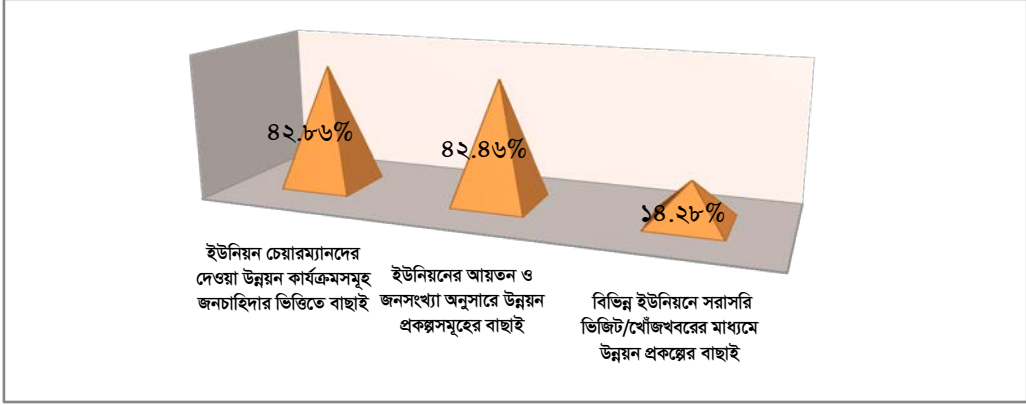 ৪২.৮৬%
৪২.৪৬%
১৪.২৮%
ইউনিয়ন চেয়ারম্যানদের
দেওয়া উন্নয়ন কার্যক্রমসমূহ
জনচাহিদার ভিত্তিতে বাছাই
ইউনিয়নের আয়তন ও
জনসংখ্যা অনুসারে উন্নয়ন
প্রকল্পসমূহের বাছাই
বিভিন্ন ইউনিয়নে সরাসরি
ভিজিট/খোঁজখবরের মাধ্যমে
উন্নয়ন প্রকল্পের বাছাই